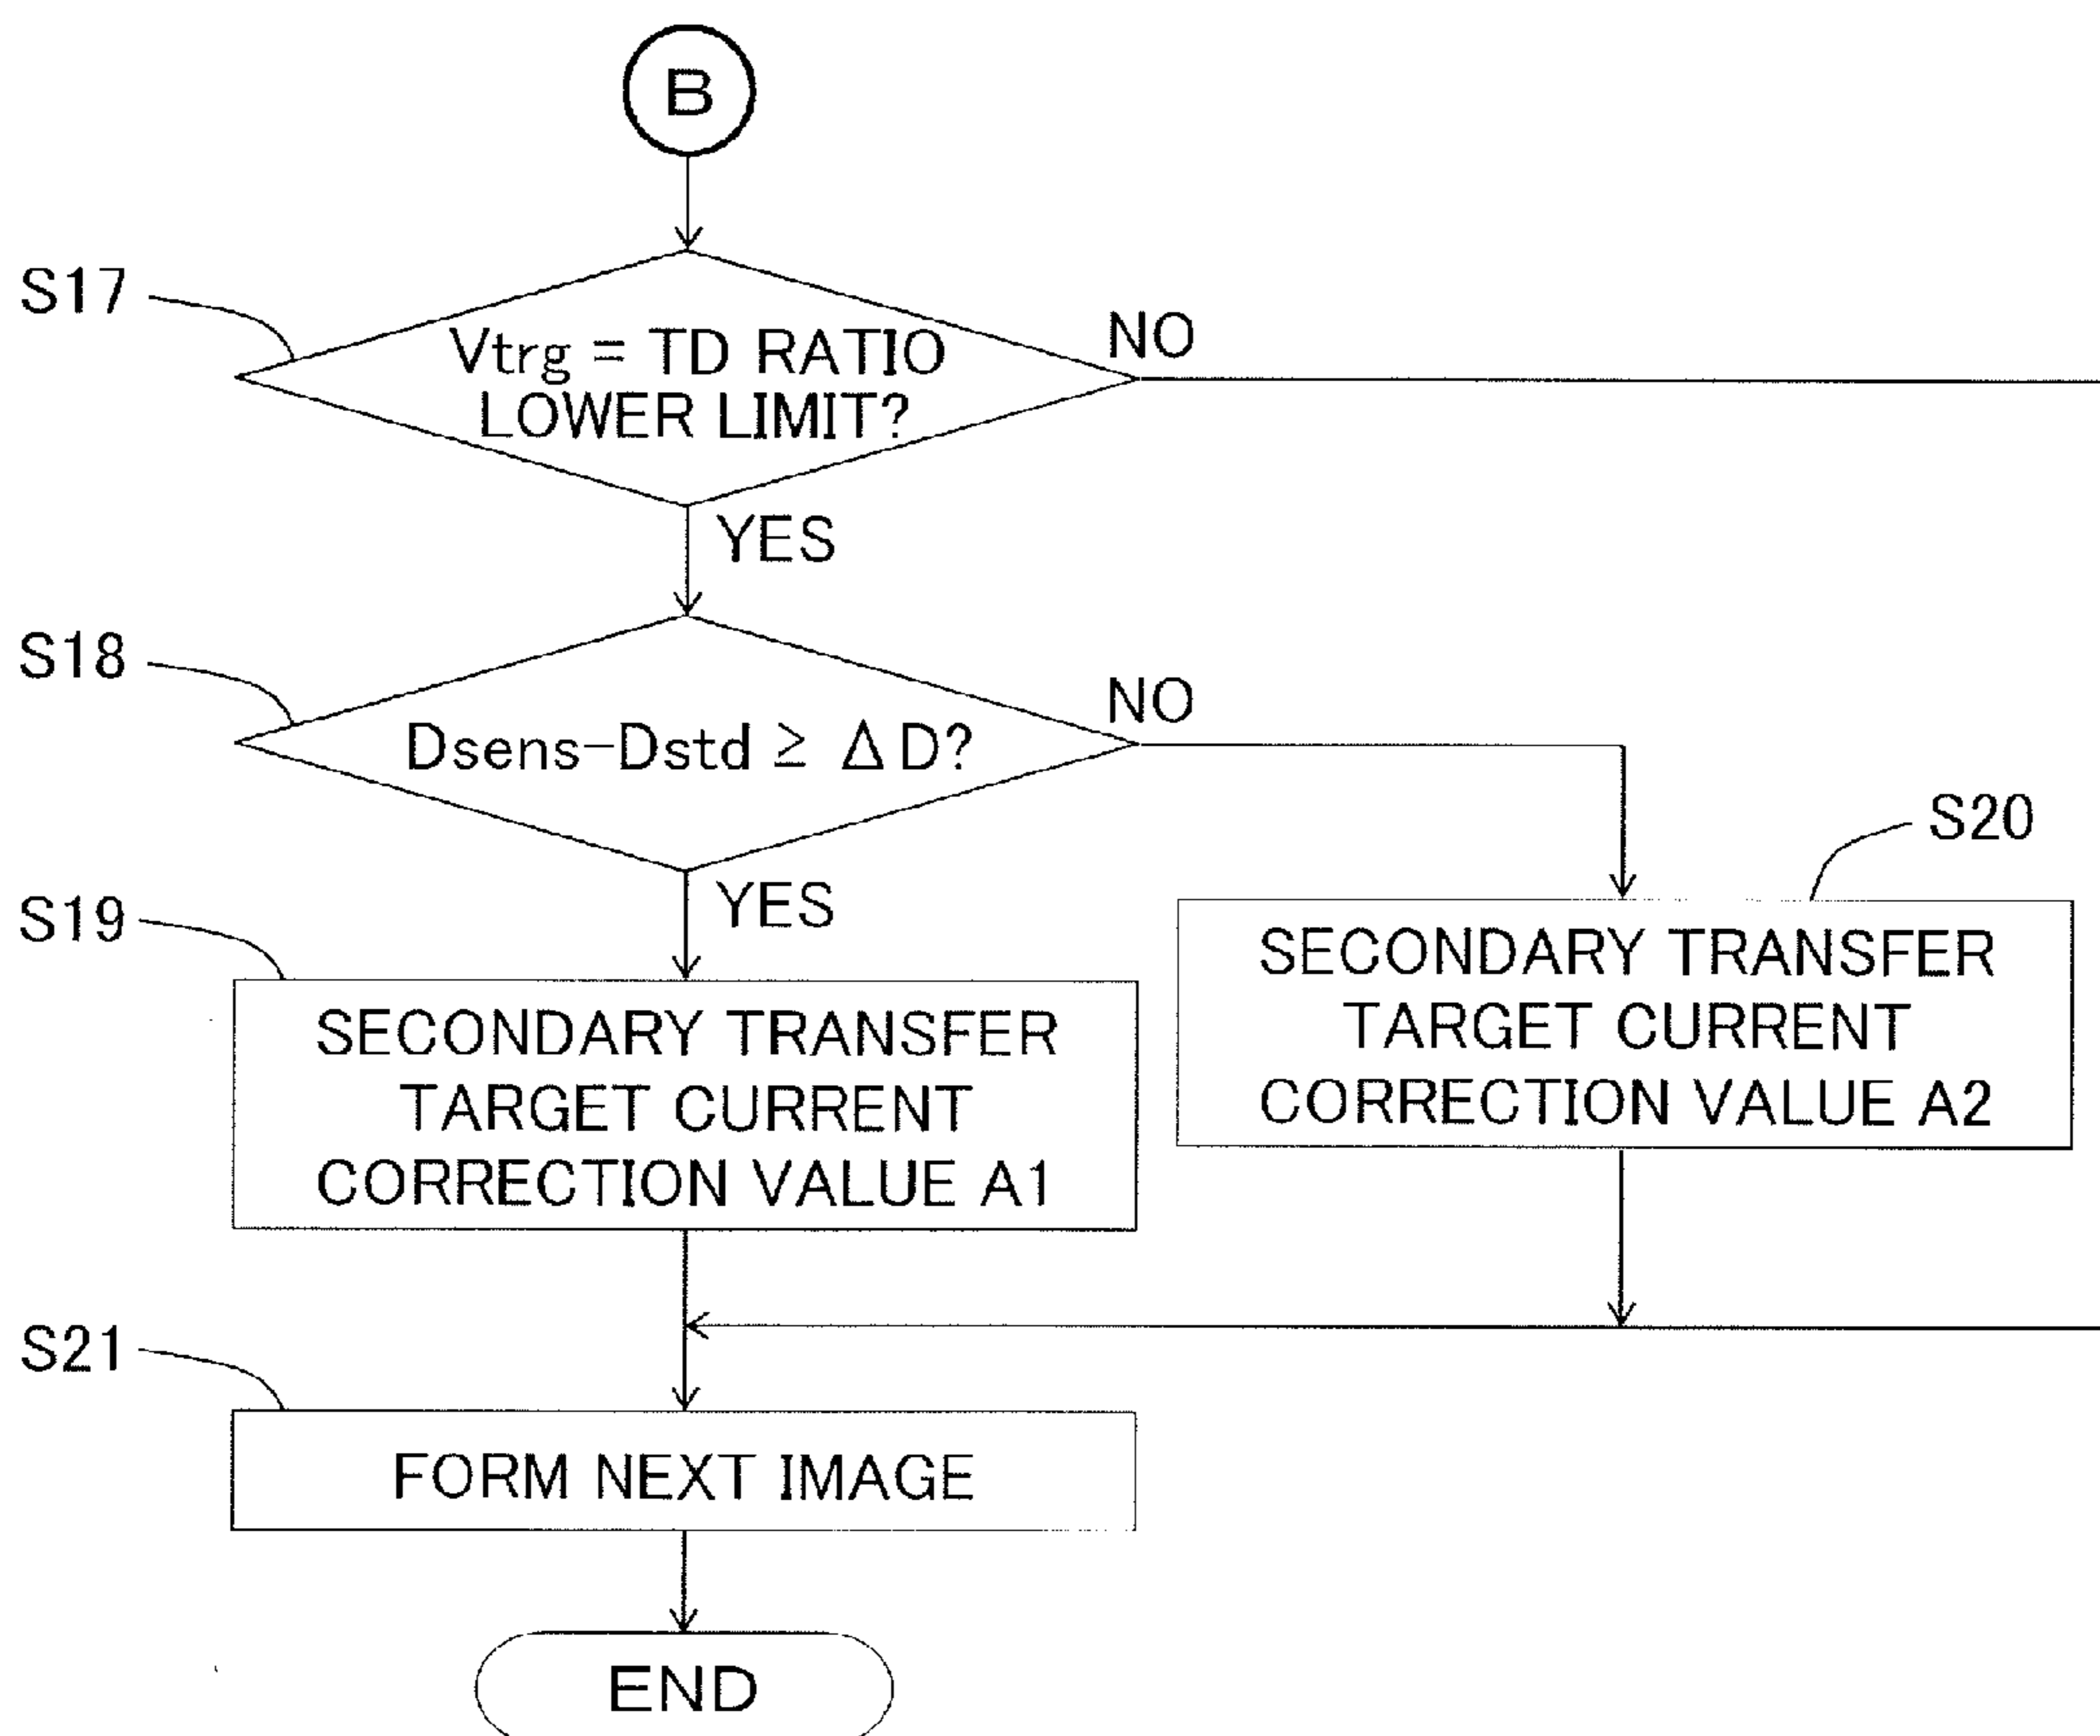 B
S17
Vtrg = TD RATIO
LOWER LIMIT?
NO
YES
S18
Dsens-Dstd ≥ ΔD?
NO
YES
S19
SECONDARY TRANSFER
TARGET CURRENT
CORRECTION VALUE A1
S20
SECONDARY TRANSFER
TARGET CURRENT
CORRECTION VALUE A2
S21
FORM NEXT IMAGE
END